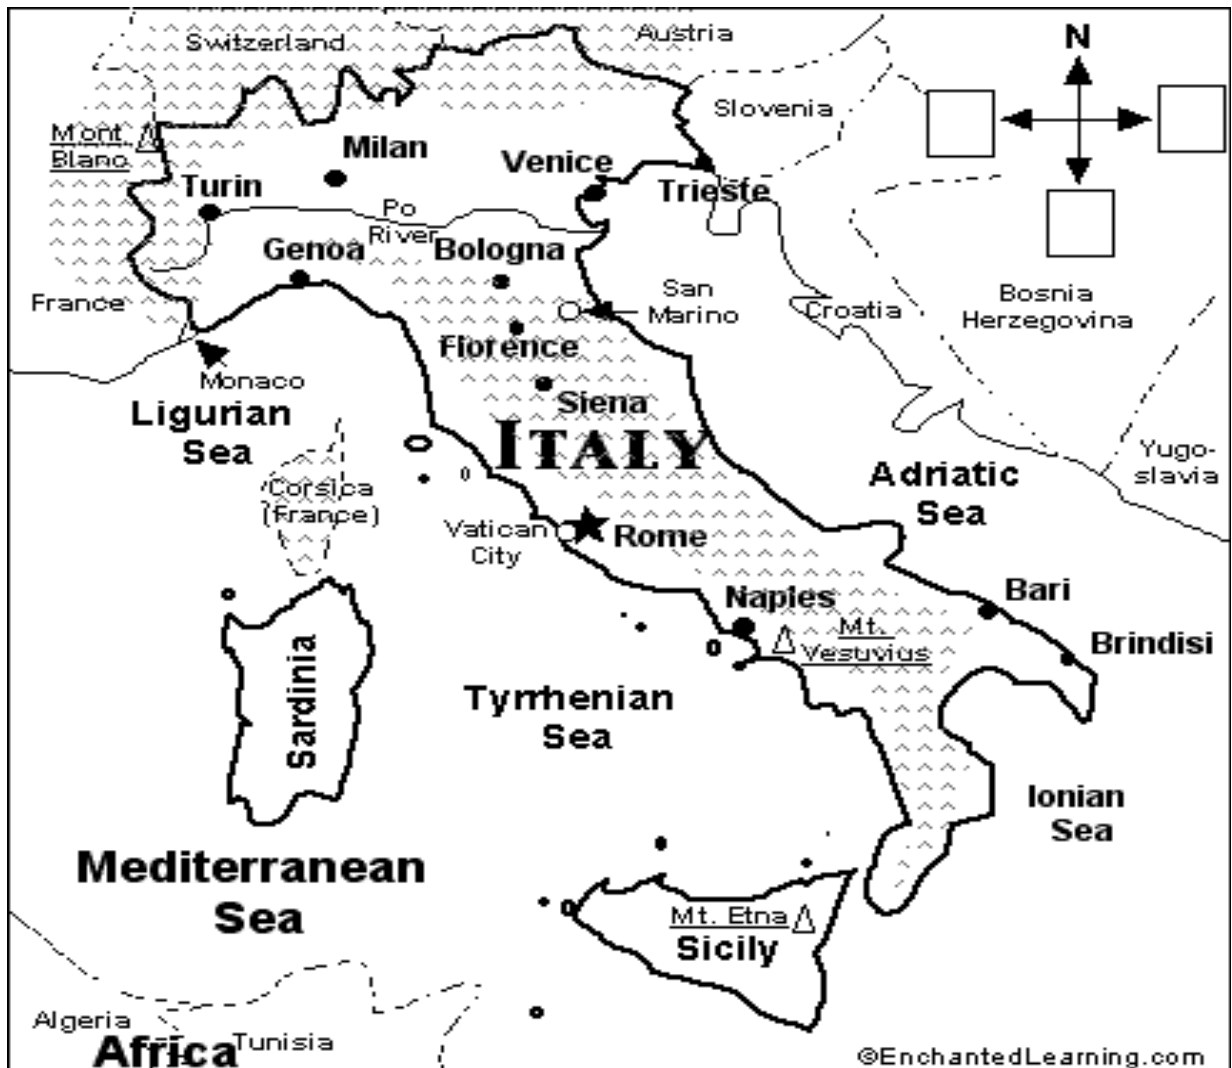 Switzerland
Austria
N
Slovenia
Mont
Blanc
Milan
Venice
Turin
Trieste
Po
River
Genoa
Bologna
San
Marino
France
Croatia
Bosnia
Herzegovina
Florence
Monaco
Siena
Ligurian
Sea
ITALY
Yugo-
slavia
Adriatic
Sea
Corsica
(France)
Vatican
City
Rome
Bari
Naples
Mt.
Vesuvius
Brindisi
Sardinia
Tyrrhenian
Sea
Ionian
Sea
Mediterranean
Sea
Mt. Etna
Sicily
Algeria
Tunisia
Africa
©EnchantedLearning.com